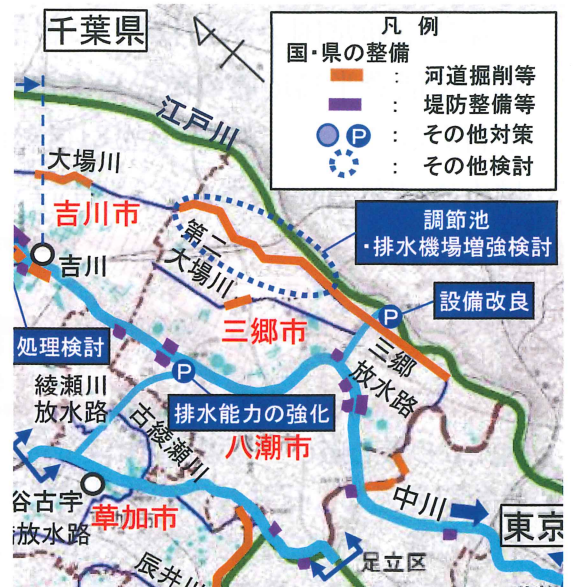 千葉県
凡 例
国・県の整備
： 河道掘削等
： 堤防整備等
P ： その他対策
： その他検討
江戸川
大場川
吉川市
吉川
第二
大場川
調節池
・排水機場増強検討
P
設備改良
三郷市
三郷
放水路
処理検討
綾瀬川
放水路
P
排水能力の強化
古綾瀬川
八潮市
谷古宇
放水路
草加市
中川
東京
足立区
辰井川